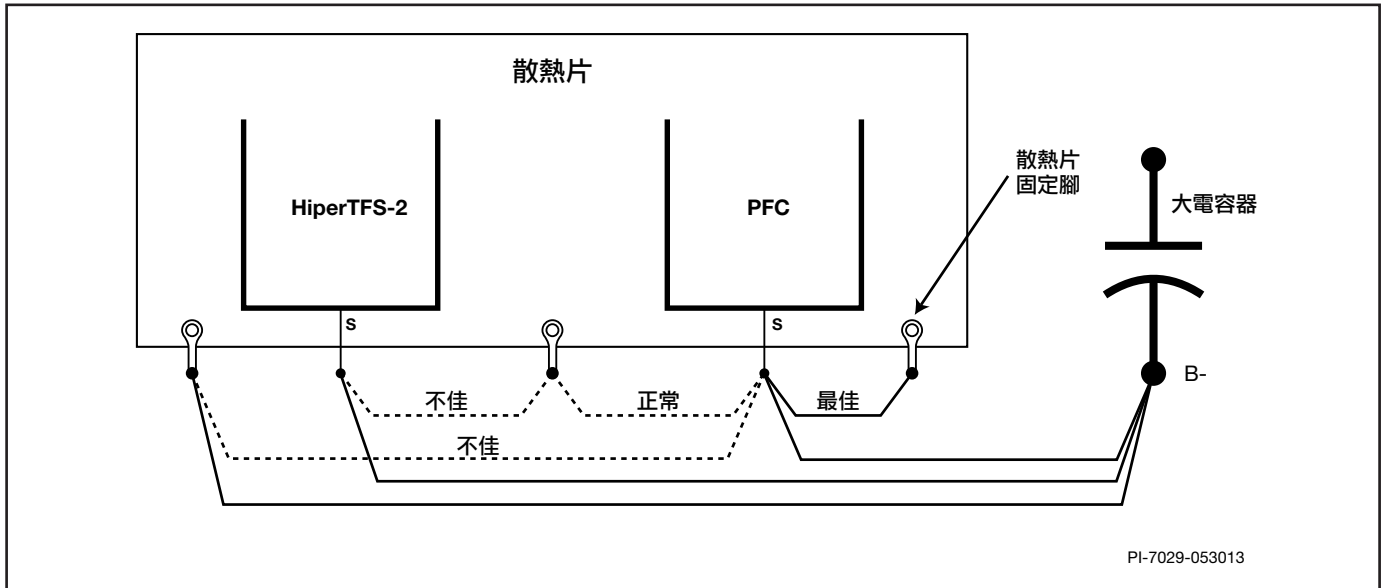 散熱片
HiperTFS-2
PFC
散熱片
固定腳
大電容器
S
S
B-
不佳
正常
最佳
不佳
PI-7029-053013